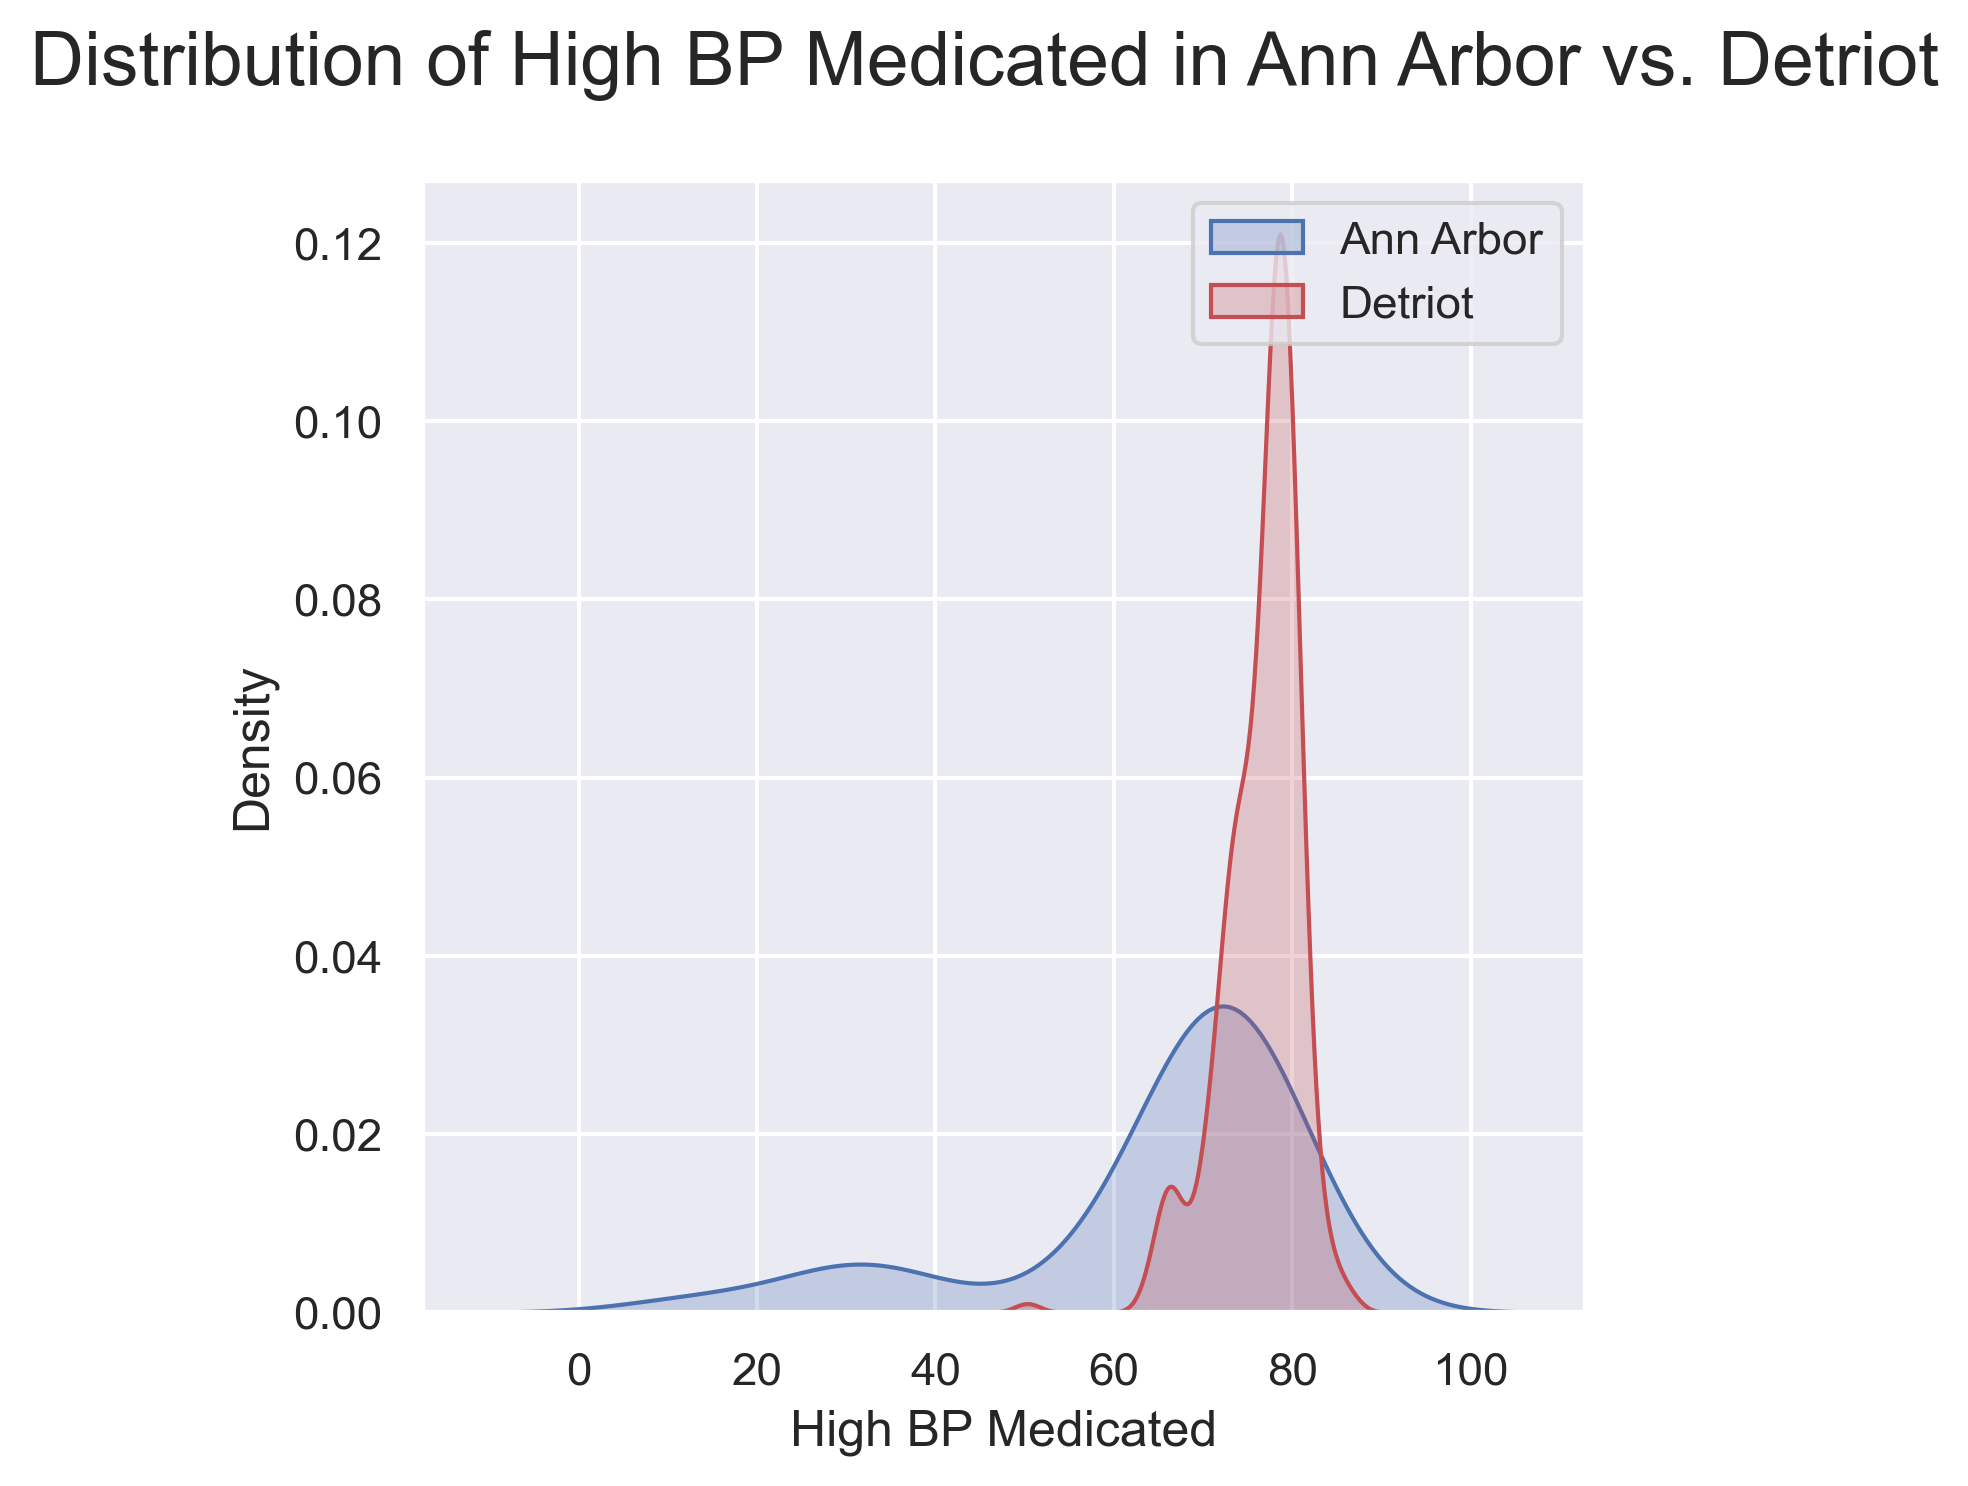 Distribution of High BP Medicated in Ann Arbor vs. Detriot
Ann Arbor
Detriot
0.12
0.10
0.08
0.06
0.04
0.02
0.00
Density
0 20 40 60 80 100
High BP Medicated